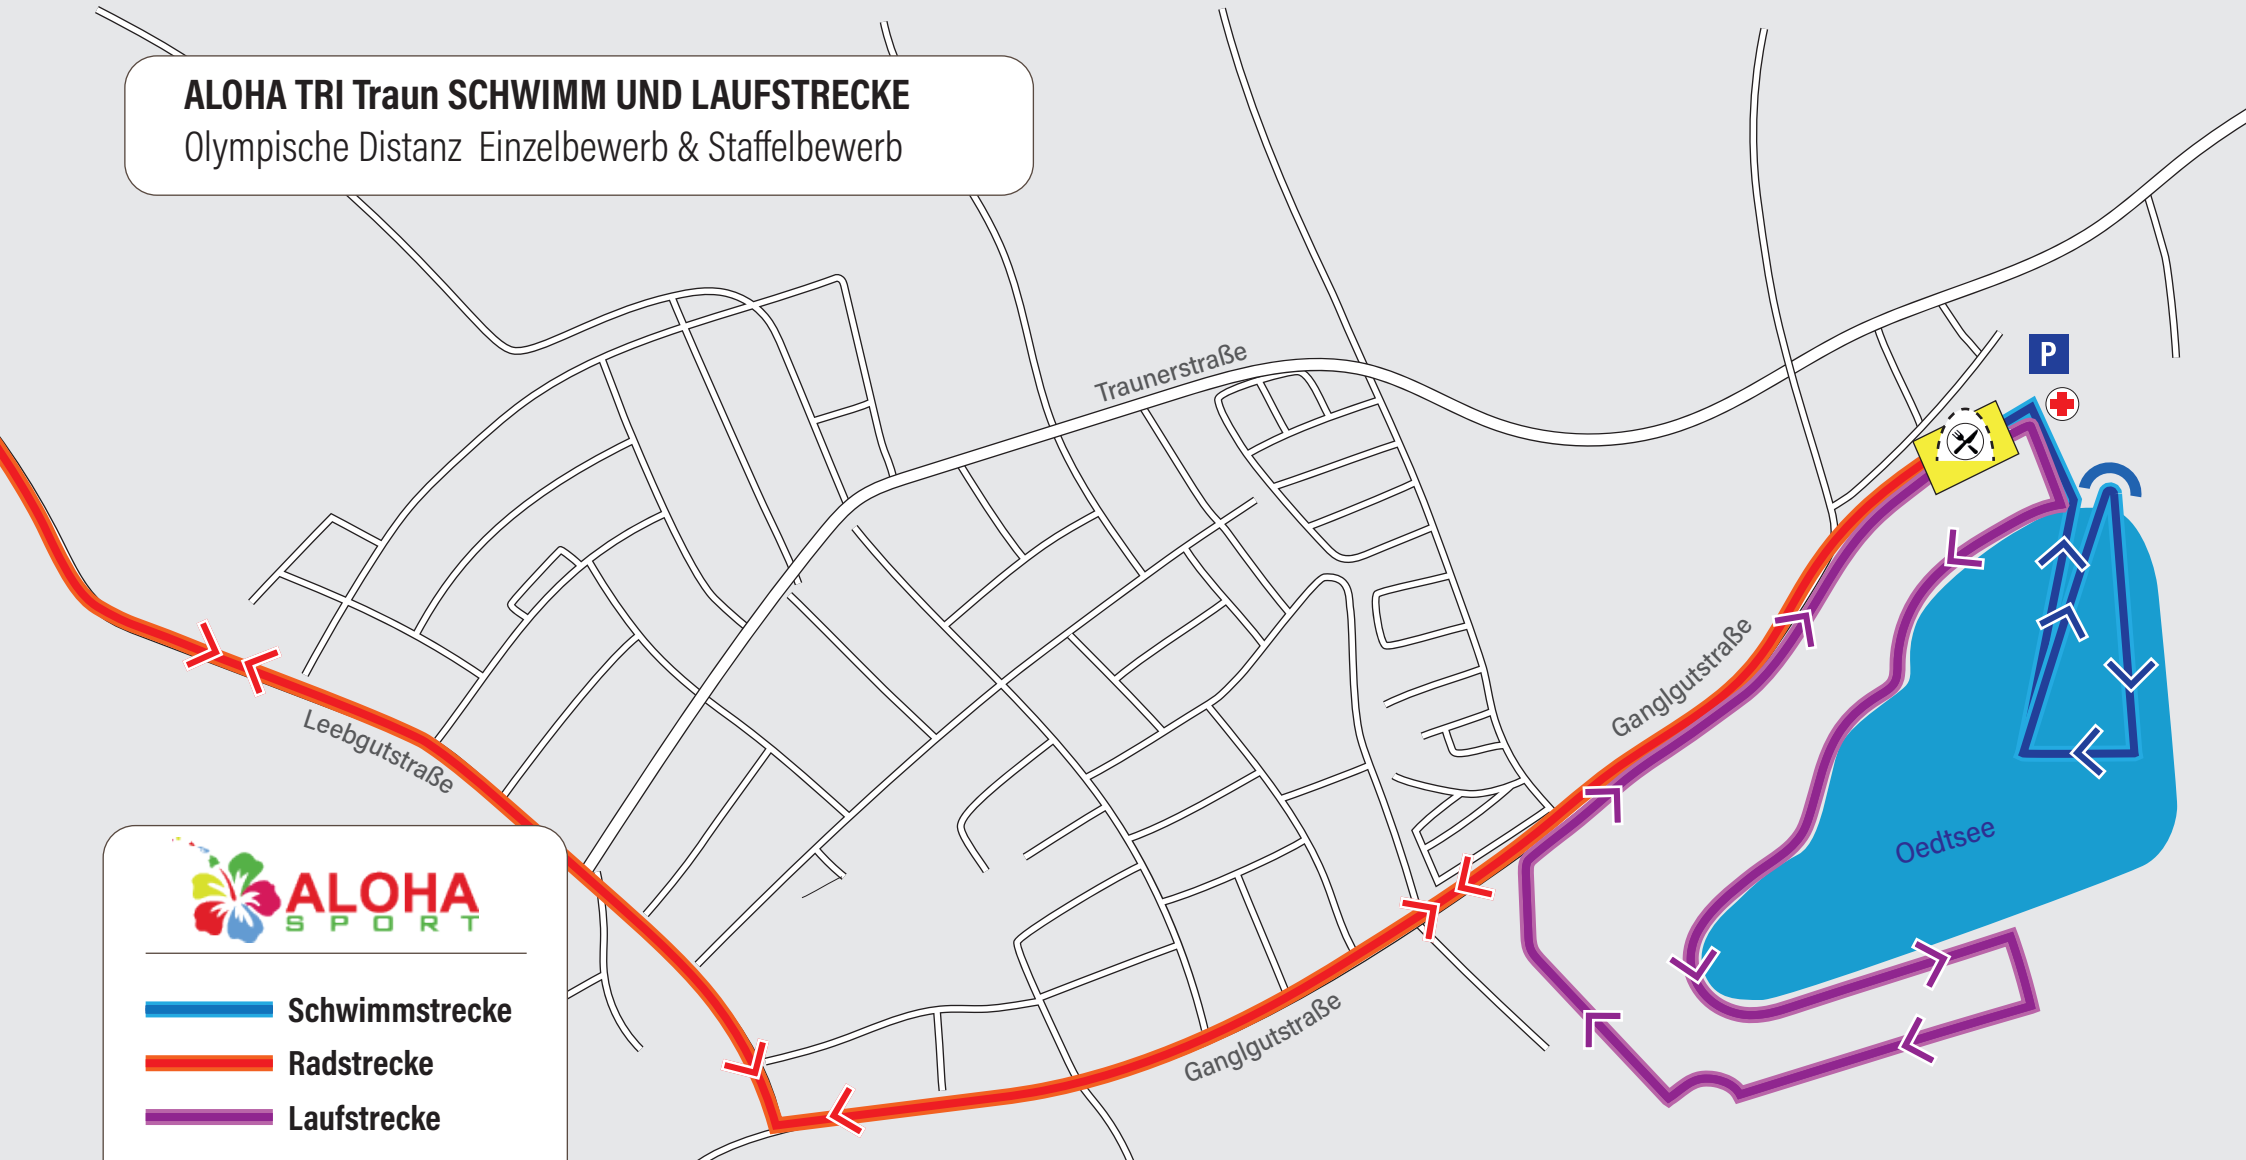 ALOHA TRI Traun SCHWIMM UND LAUFSTRECKE
Olympische Distanz Einzelbewerb & Staffelbewerb
Traunerstraße
P
Ganglgutstraße
Leebgutstraße
Oedtsee
Ganglgutstraße
ALOHA
SPORT
Schwimmstrecke
Radstrecke
Laufstrecke